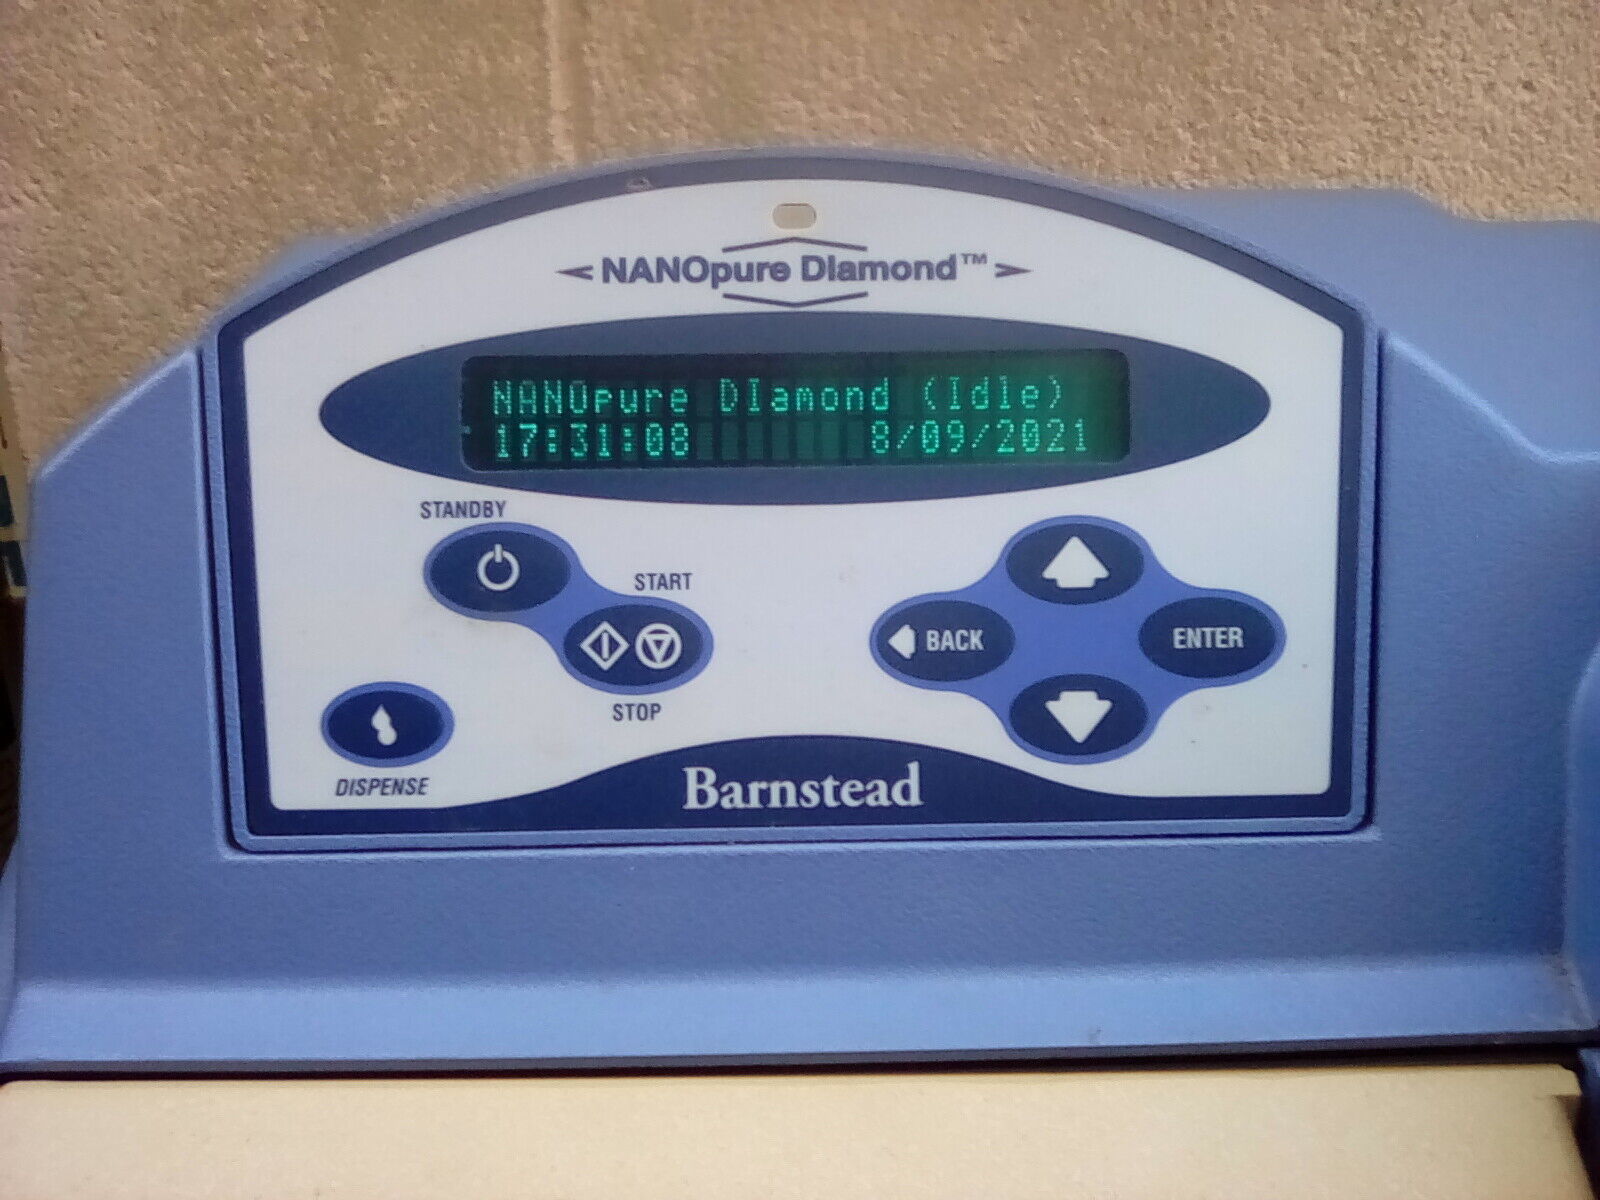 NANOpure DIamond™
NANOpure DIamond (Idle)
17:31:08 8/09/2021
STANDBY
START
STOP
DISPENSE
BACK
ENTER
Barnstead